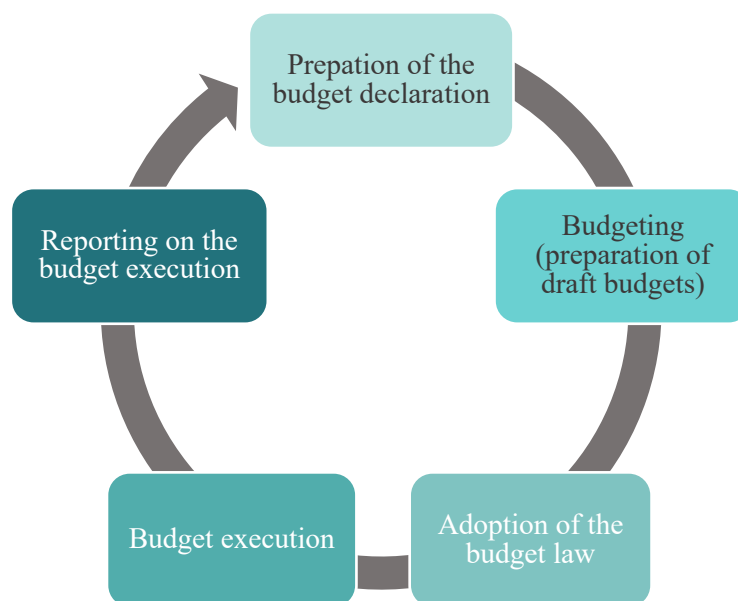 Prepation of the
budget declaration
Budgeting
(preparation of
draft budgets)
Adoption of the
budget law
Budget execution
Reporting on the
budget execution